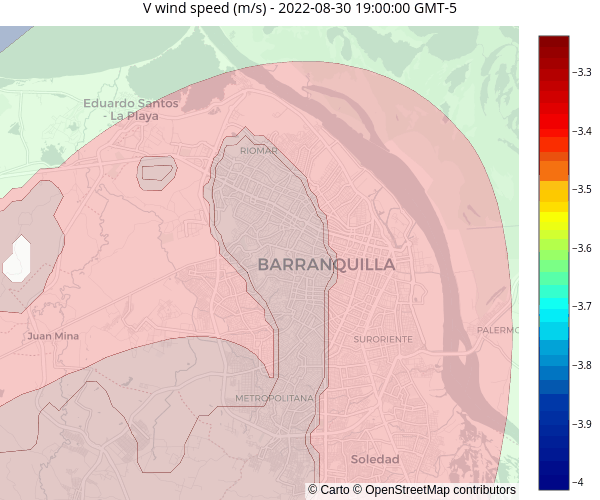 V wind speed (m/s) - 2022-08-30 19:00:00 GMT-5
Eduardo Santos
- La Playa
RIOMAR
BARRANQUILLA
Juan Mina
SURORIENTE
PALERMO
METROPOLITANA
Soledad
© Carto © OpenStreetMap contributors
−3.3
−3.4
−3.5
−3.6
−3.7
−3.8
−3.9
−4